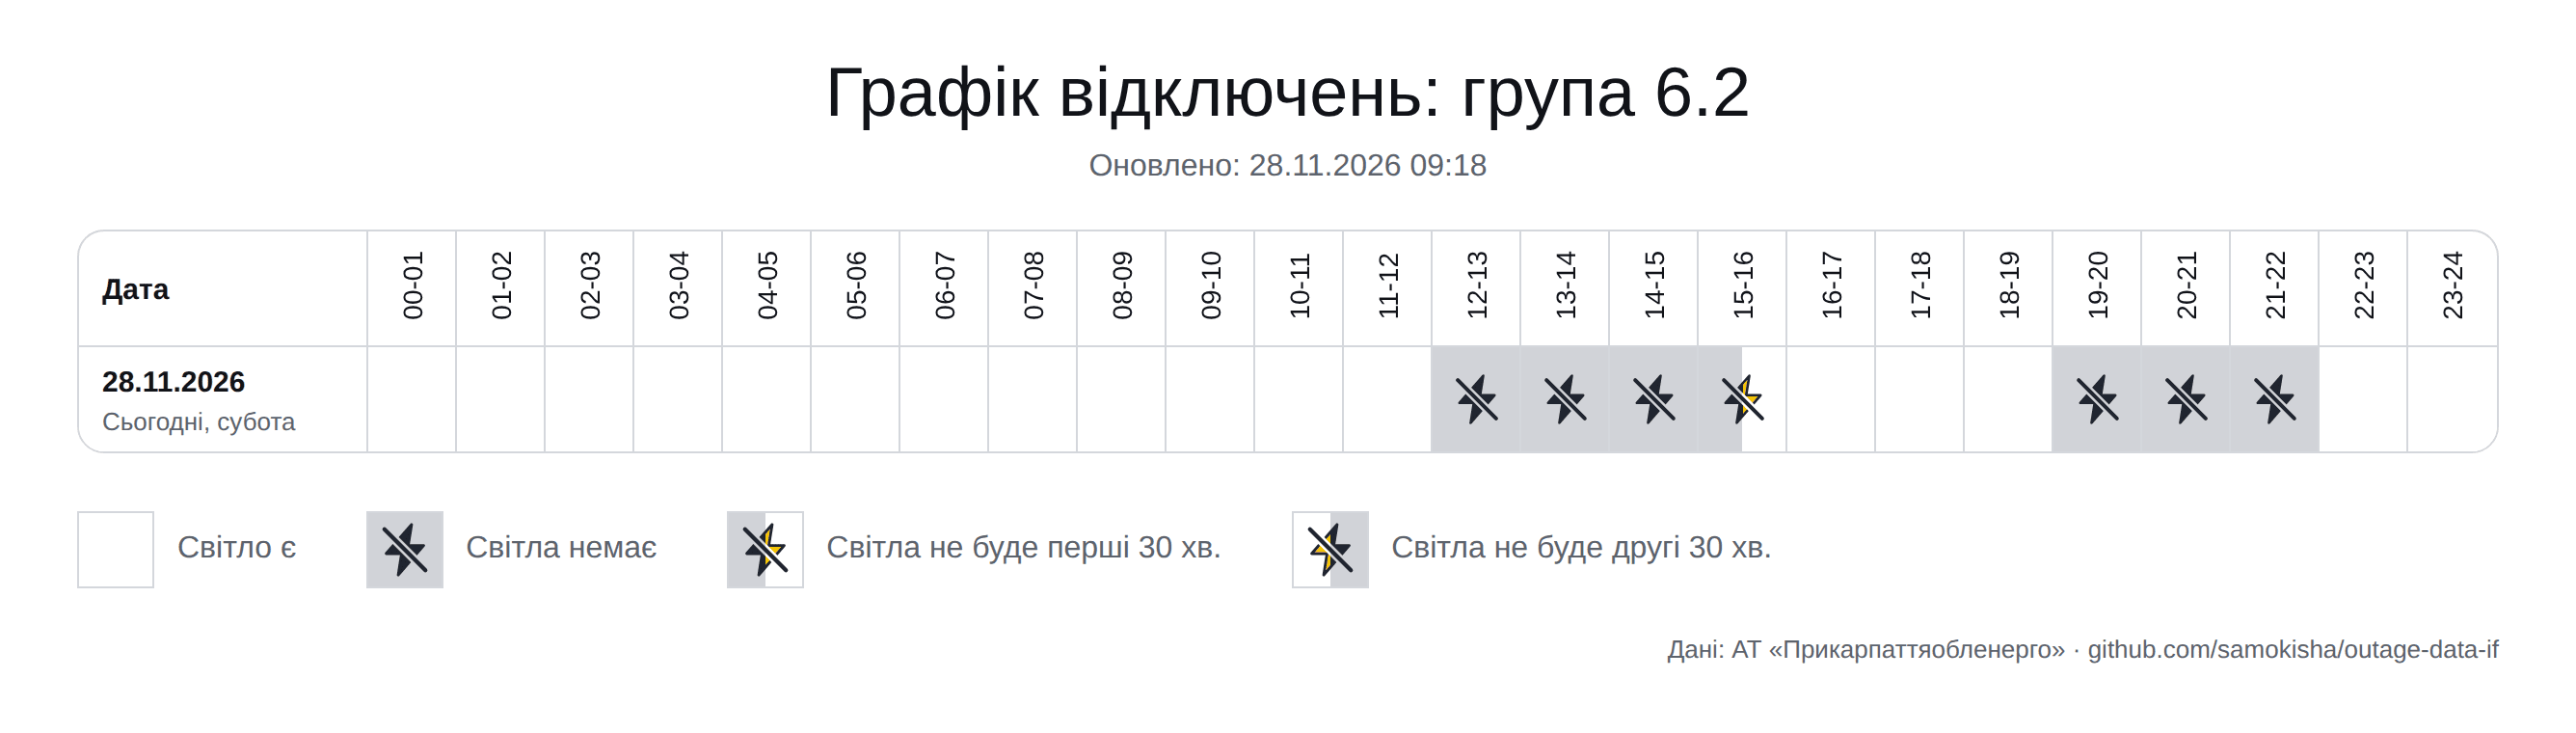 Графік відключень: група 6.2
Оновлено: 28.11.2026 09:18
Дата 00-01 01-02 02-03 03-04 04-05 05-06 06-07 07-08 08-09 09-10 10-11 11-12 12-13 13-14 14-15 15-16 16-17 17-18 18-19 19-20 20-21 21-22 22-23 23-24
28.11.2026
Сьогодні, субота
Світло є Світла немає Світла не буде перші 30 хв. Світла не буде другі 30 хв.
Дані: АТ «Прикарпаттяобленерго» · github.com/samokisha/outage-data-if